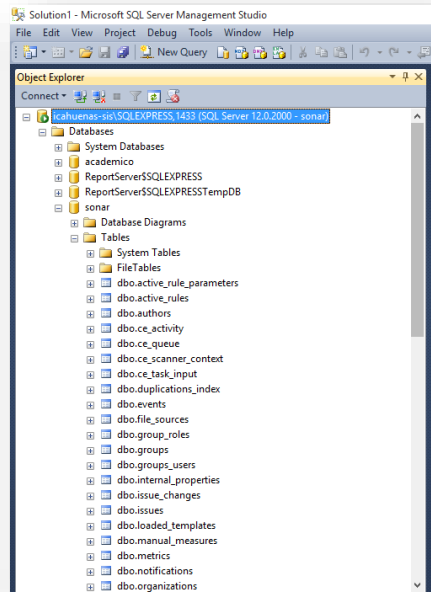 Solution1 - Microsoft SQL Server Management Studio
File Edit View Project Debug Tools Window Help
New Query
Object Explorer
Connect
icahuenas-sis\SQLEXPRESS,1433 (SQL Server 12.0.2000 - sonar)
Databases
System Databases
academico
ReportServer$SQLEXPRESS
ReportServer$SQLEXPRESSTempDB
sonar
Database Diagrams
Tables
System Tables
FileTables
dbo.active_rule_parameters
dbo.active_rules
dbo.authors
dbo.ce_activity
dbo.ce_queue
dbo.ce_scanner_context
dbo.ce_task_input
dbo.duplications_index
dbo.events
dbo.file_sources
dbo.group_roles
dbo.groups
dbo.groups_users
dbo.internal_properties
dbo.issue_changes
dbo.issues
dbo.loaded_templates
dbo.manual_measures
dbo.metrics
dbo.notifications
dbo.organizations